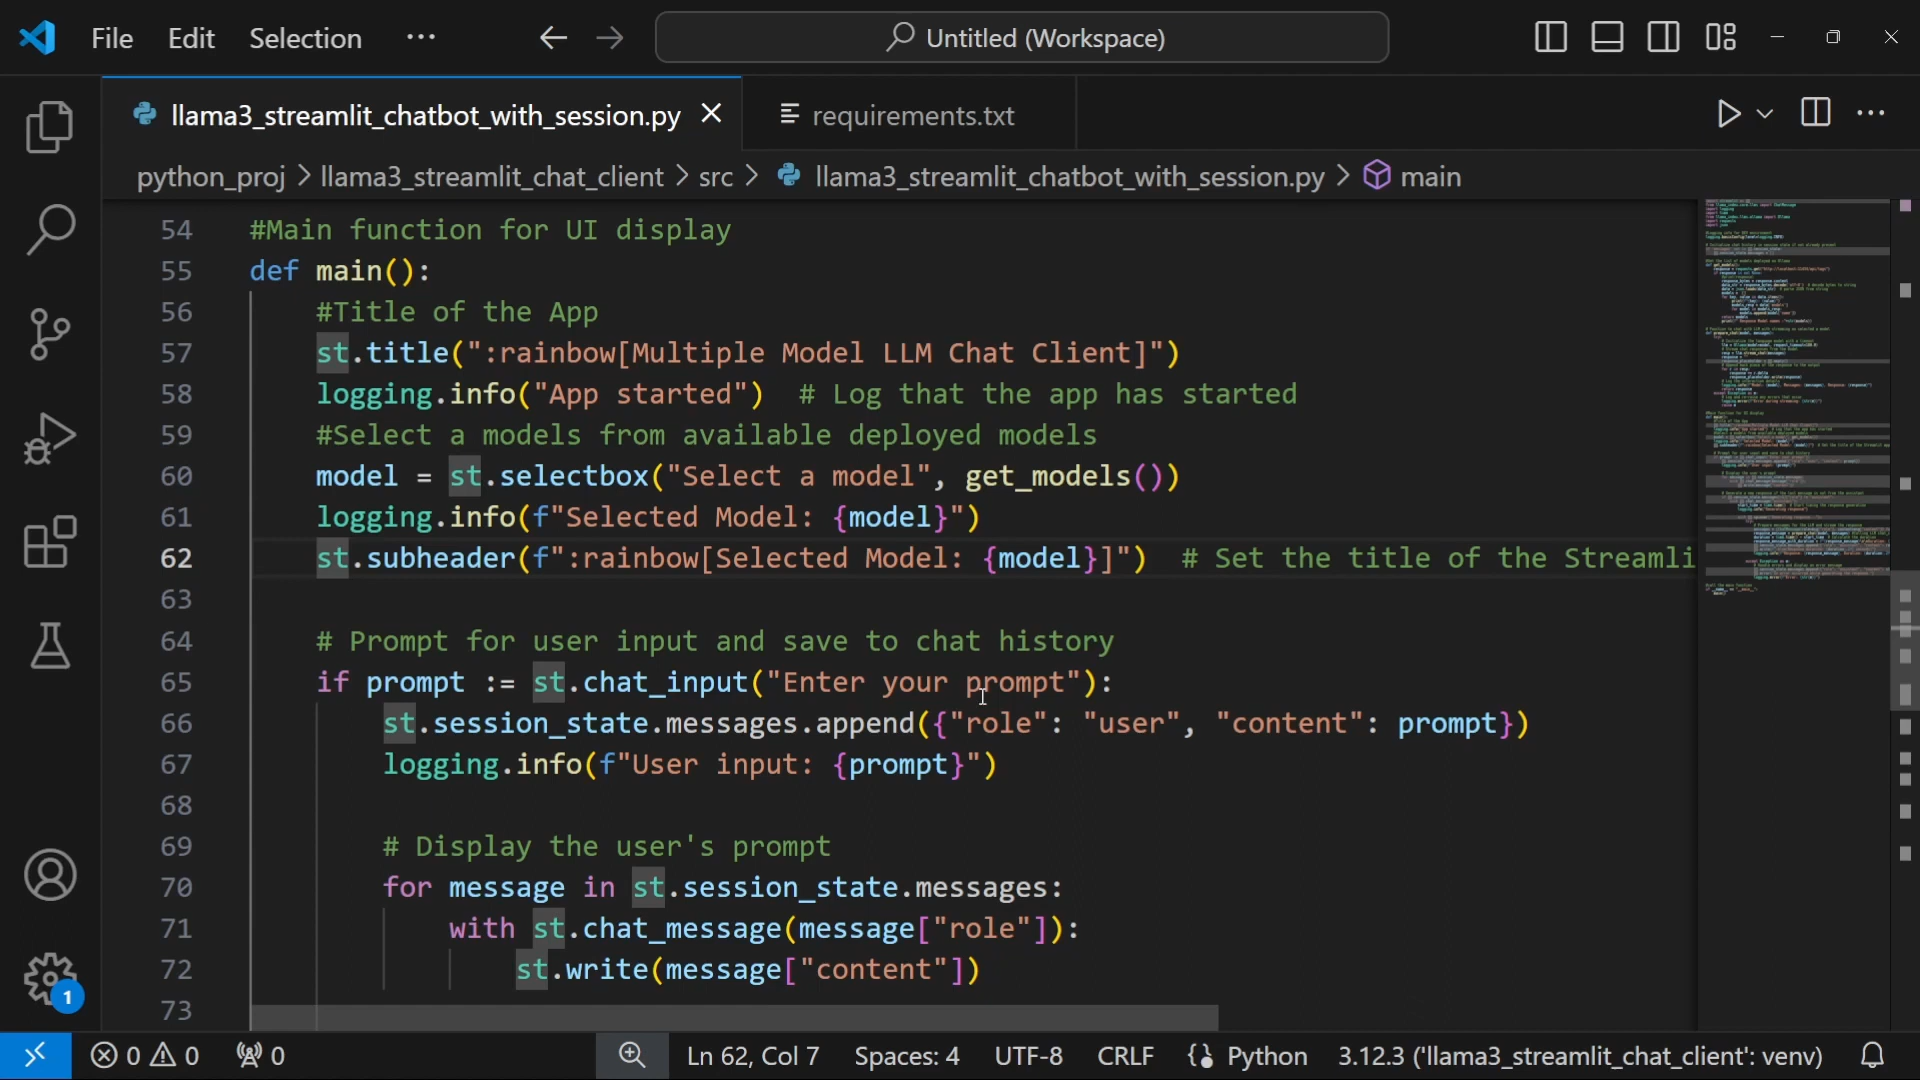 File Edit Selection ··· Untitled (Workspace)
llama3_streamlit_chatbot_with_session.py requirements.txt
python_proj > llama3_streamlit_chat_client > src > llama3_streamlit_chatbot_with_session.py > main
54 #Main function for UI display
55 def main():
56 #Title of the App
57 st.title(":rainbow[Multiple Model LLM Chat Client]")
58 logging.info("App started") # Log that the app has started
59 #Select a models from available deployed models
60 model = st.selectbox("Select a model", get_models())
61 logging.info(f"Selected Model: {model}")
62 st.subheader(f":rainbow[Selected Model: {model}]") # Set the title of the Streamli
63
64 # Prompt for user input and save to chat history
65 if prompt := st.chat_input("Enter your prompt"):
66 st.session_state.messages.append({"role": "user", "content": prompt})
67 logging.info(f"User input: {prompt}")
68
69 # Display the user's prompt
70 for message in st.session_state.messages:
71 with st.chat_message(message["role"]):
72 st.write(message["content"])
73
1
0 0 0 Ln 62, Col 7 Spaces: 4 UTF-8 CRLF {} Python 3.12.3 ('llama3_streamlit_chat_client': venv)